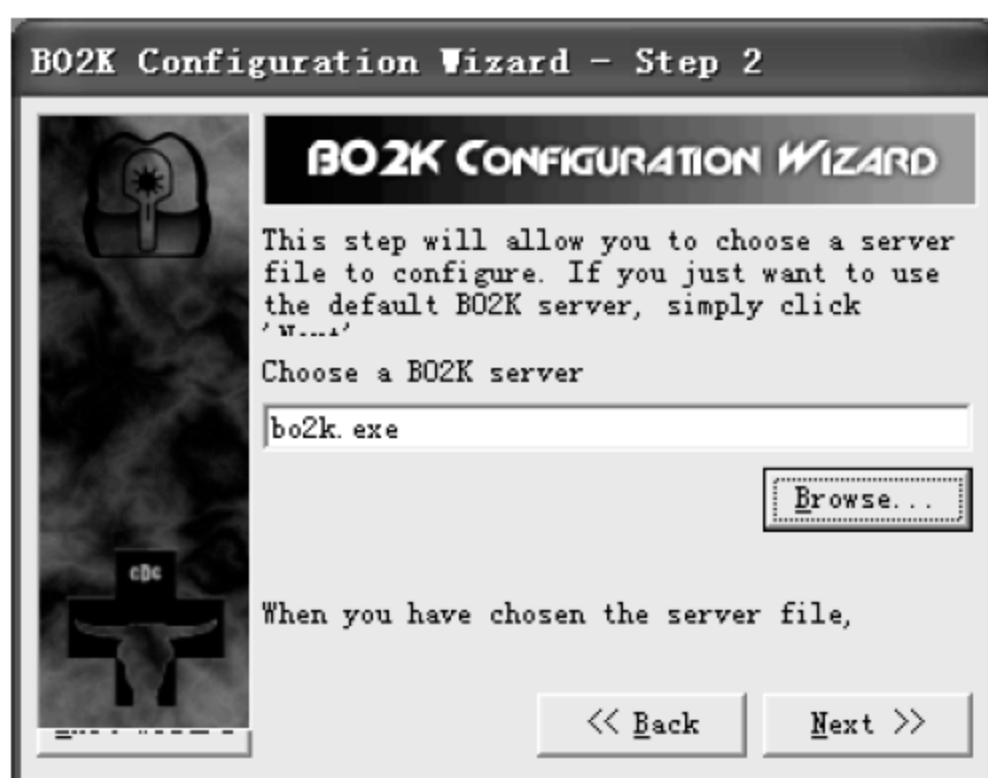 BO2K Configuration Wizard - Step 2
BO2K CONFIGURATION WIZARD
This step will allow you to choose a server
file to configure. If you just want to use
the default BO2K server, simply click
Choose a BO2K server
bo2k.exe
Browse...
cDc
When you have chosen the server file,
<< Back
Next >>